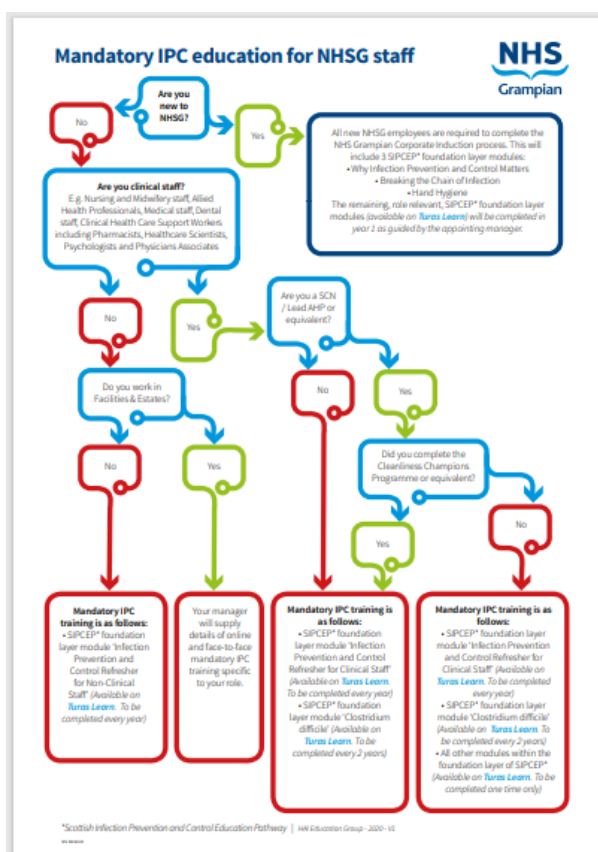 Mandatory IPC education for NHSG staff
NHS
Grampian
Are you
new to
NHSG?
No
Yes
All new NHSG employees are required to complete the
NHS Grampian Corporate Induction process. This will
include 3 SIPCEP* foundation layer modules:
• Why Infection Prevention and Control Matters
• Breaking the Chain of Infection
• Hand Hygiene
The remaining, role relevant, SIPCEP* foundation layer
modules (available on Turas Learn) will be completed in
year 1 as guided by the appointing manager.
Are you clinical staff?
E.g. Nursing and Midwifery staff, Allied
Health Professionals, Medical staff, Dental
staff, Clinical Health Care Support Workers
including Pharmacists, Healthcare Scientists,
Psychologists and Physicians Associates
No
Yes
Are you a SCN
/ Lead AHP or
equivalent?
Do you work in
Facilities & Estates?
No
Yes
No
Yes
Did you complete the
Cleanliness Champions
Programme or equivalent?
Yes
No
Mandatory IPC
training is as follows:
• SIPCEP* foundation
layer module 'Infection
Prevention and
Control Refresher
for Non-Clinical
Staff' (Available on
Turas Learn. To be
completed every year)
Your manager
will supply
details of online
and face-to-face
mandatory IPC
training specific
to your role.
Mandatory IPC training is
as follows:
• SIPCEP* foundation
layer module 'Infection
Prevention and Control
Refresher for Clinical Staff'
(Available on Turas Learn.
To be completed every year)
• SIPCEP* foundation
layer module 'Clostridium
difficile' (Available on
Turas Learn. To be
completed every 2 years)
Mandatory IPC training is as
follows:
• SIPCEP* foundation layer
module 'Infection Prevention
and Control Refresher for
Clinical Staff' (Available on
Turas Learn. To be completed
every year)
• SIPCEP* foundation layer
module 'Clostridium difficile'
(Available on Turas Learn. To
be completed every 2 years)
• All other modules within the
foundation layer of SIPCEP*
(Available on Turas Learn. To be
completed one time only)
*Scottish Infection Prevention and Control Education Pathway | HAI Education Group - 2020 - V1